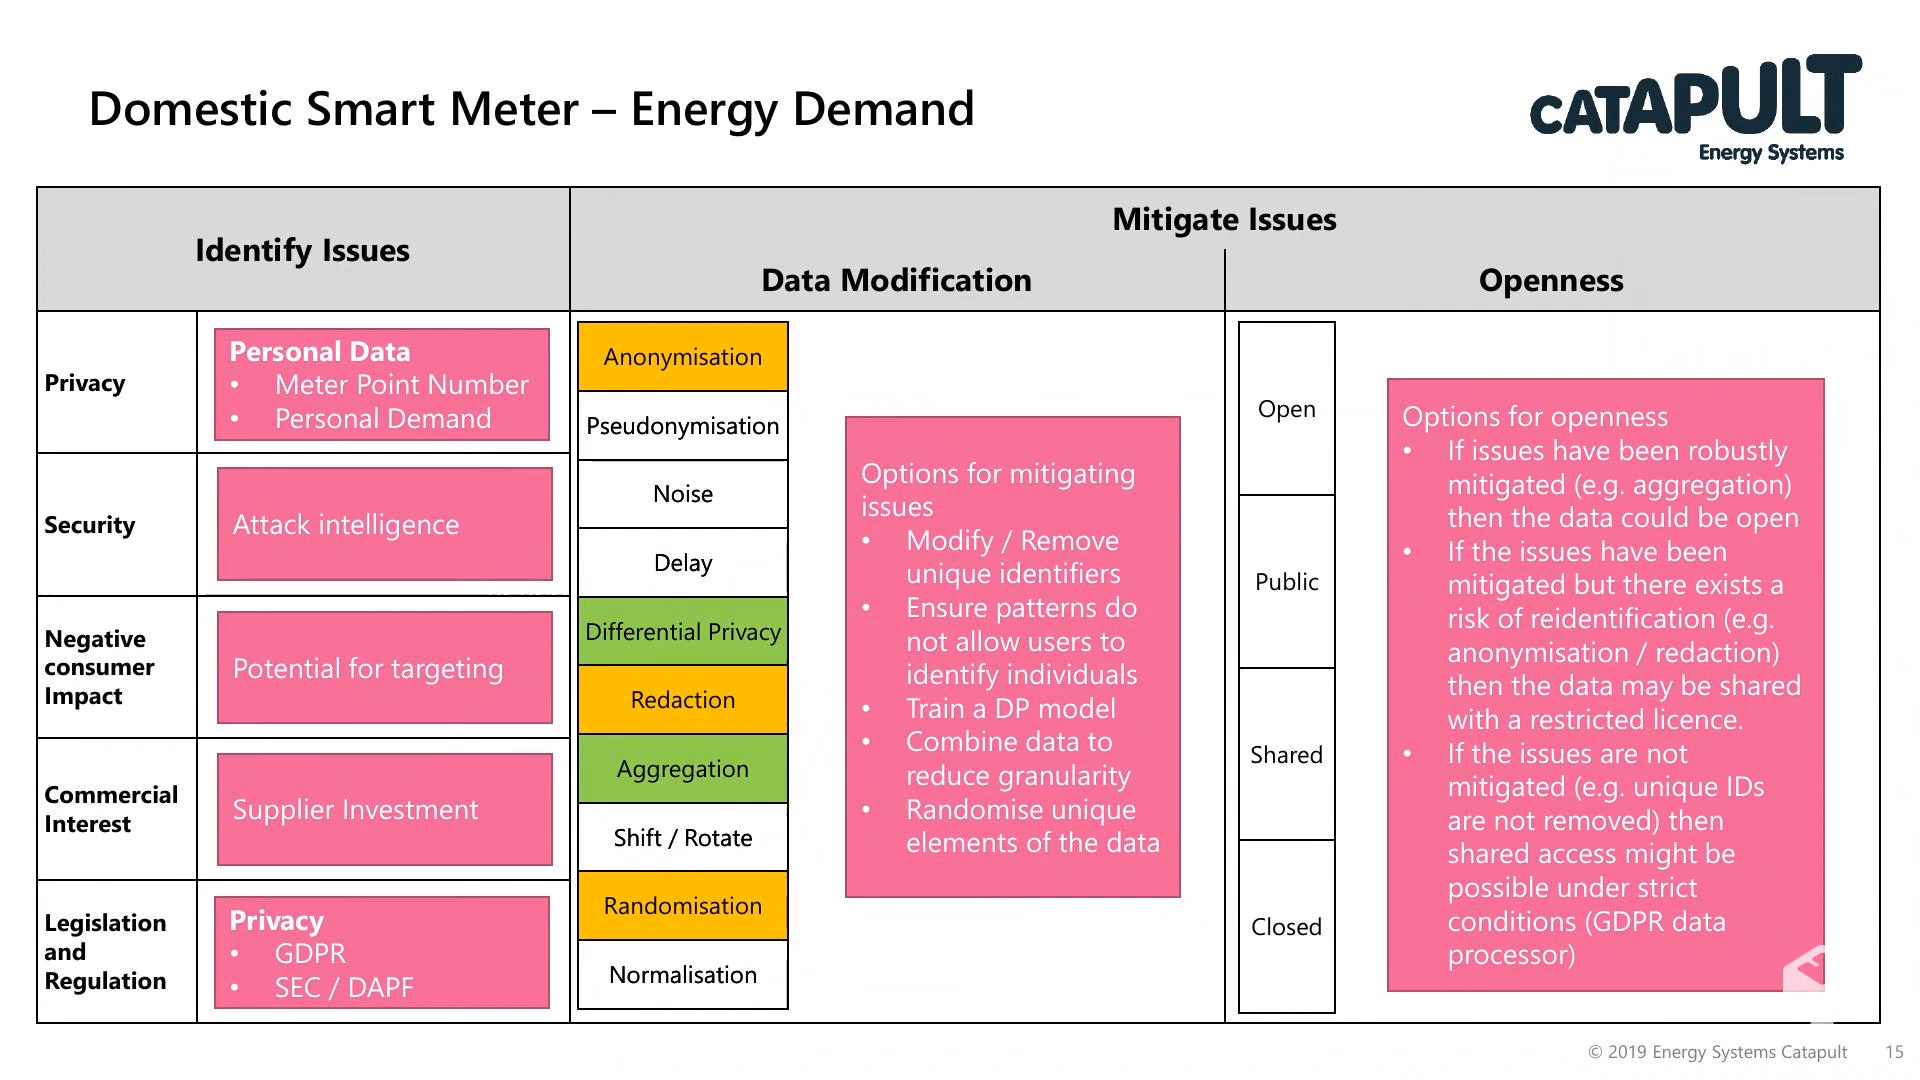 Domestic Smart Meter – Energy Demand
CATAPULT
Energy Systems
Identify Issues
Mitigate Issues
Data Modification
Openness
Privacy
Personal Data
• Meter Point Number
• Personal Demand
Security
Attack intelligence
Negative
consumer
Impact
Potential for targeting
Commercial
Interest
Supplier Investment
Legislation
and
Regulation
Privacy
• GDPR
• SEC / DAPF
Anonymisation
Pseudonymisation
Noise
Delay
Differential Privacy
Redaction
Aggregation
Shift / Rotate
Randomisation
Normalisation
Options for mitigating
issues
• Modify / Remove
unique identifiers
• Ensure patterns do
not allow users to
identify individuals
• Train a DP model
• Combine data to
reduce granularity
• Randomise unique
elements of the data
Open
Public
Shared
Closed
Options for openness
• If issues have been robustly
mitigated (e.g. aggregation)
then the data could be open
• If the issues have been
mitigated but there exists a
risk of reidentification (e.g.
anonymisation / redaction)
then the data may be shared
with a restricted licence.
• If the issues are not
mitigated (e.g. unique IDs
are not removed) then
shared access might be
possible under strict
conditions (GDPR data
processor)
© 2019 Energy Systems Catapult
15